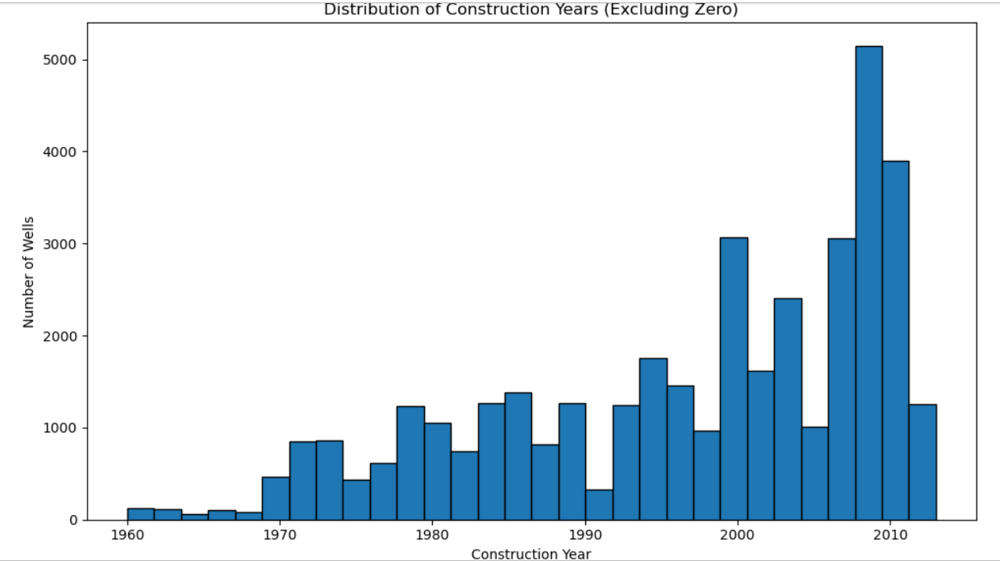 Distribution of Construction Years (Excluding Zero)
5000
4000
3000
2000
1000
0
Number of Wells
1960 1970 1980 1990 2000 2010
Construction Year